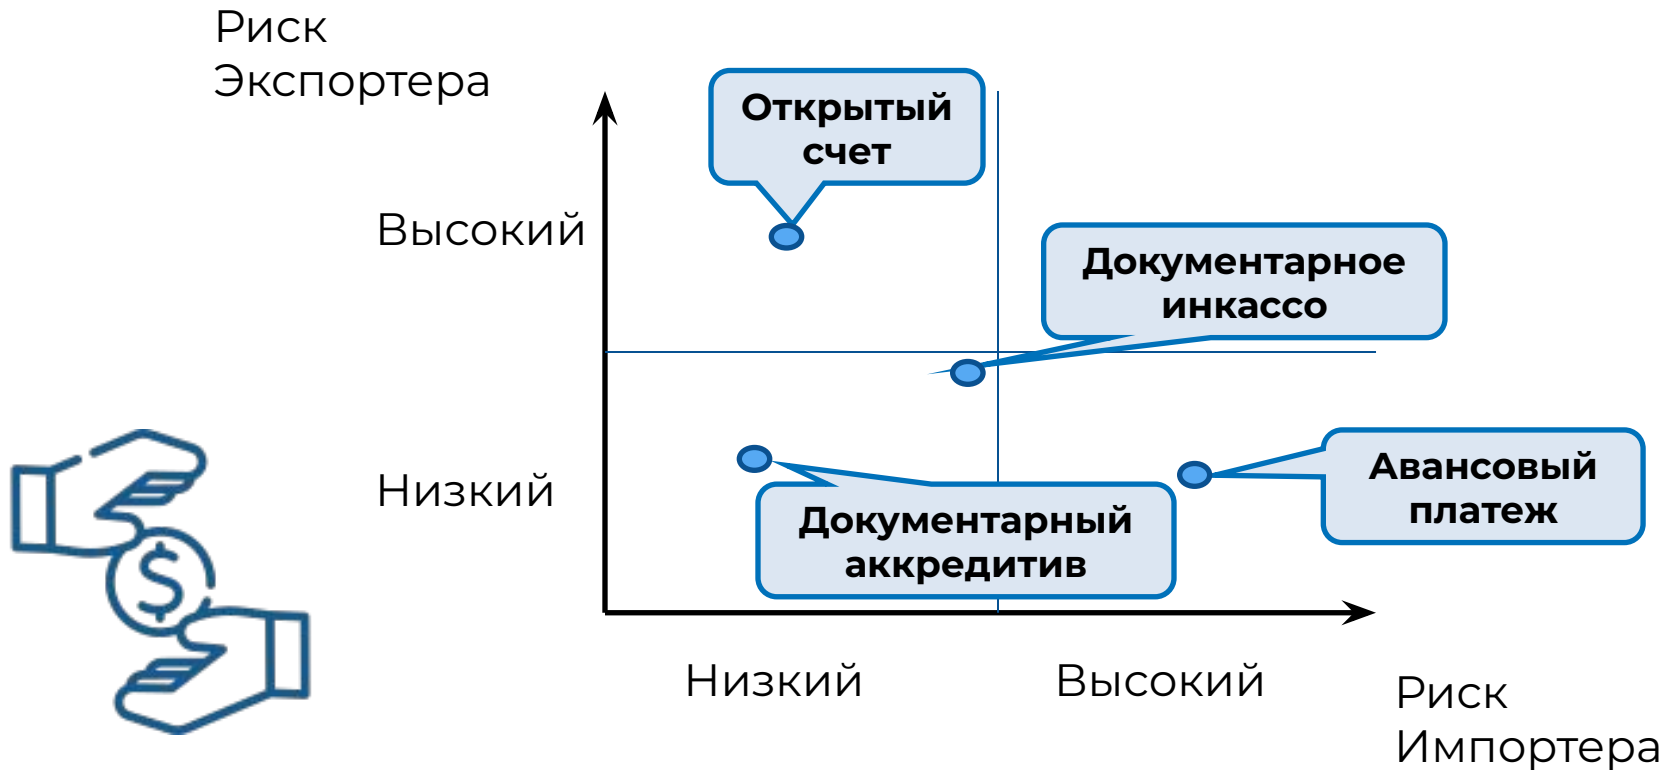 Риск
Экспортера
Открытый
счет
Высокий
Документарное
инкассо
Низкий
Авансовый
платеж
Документарный
аккредитив
$
Низкий
Высокий
Риск
Импортера